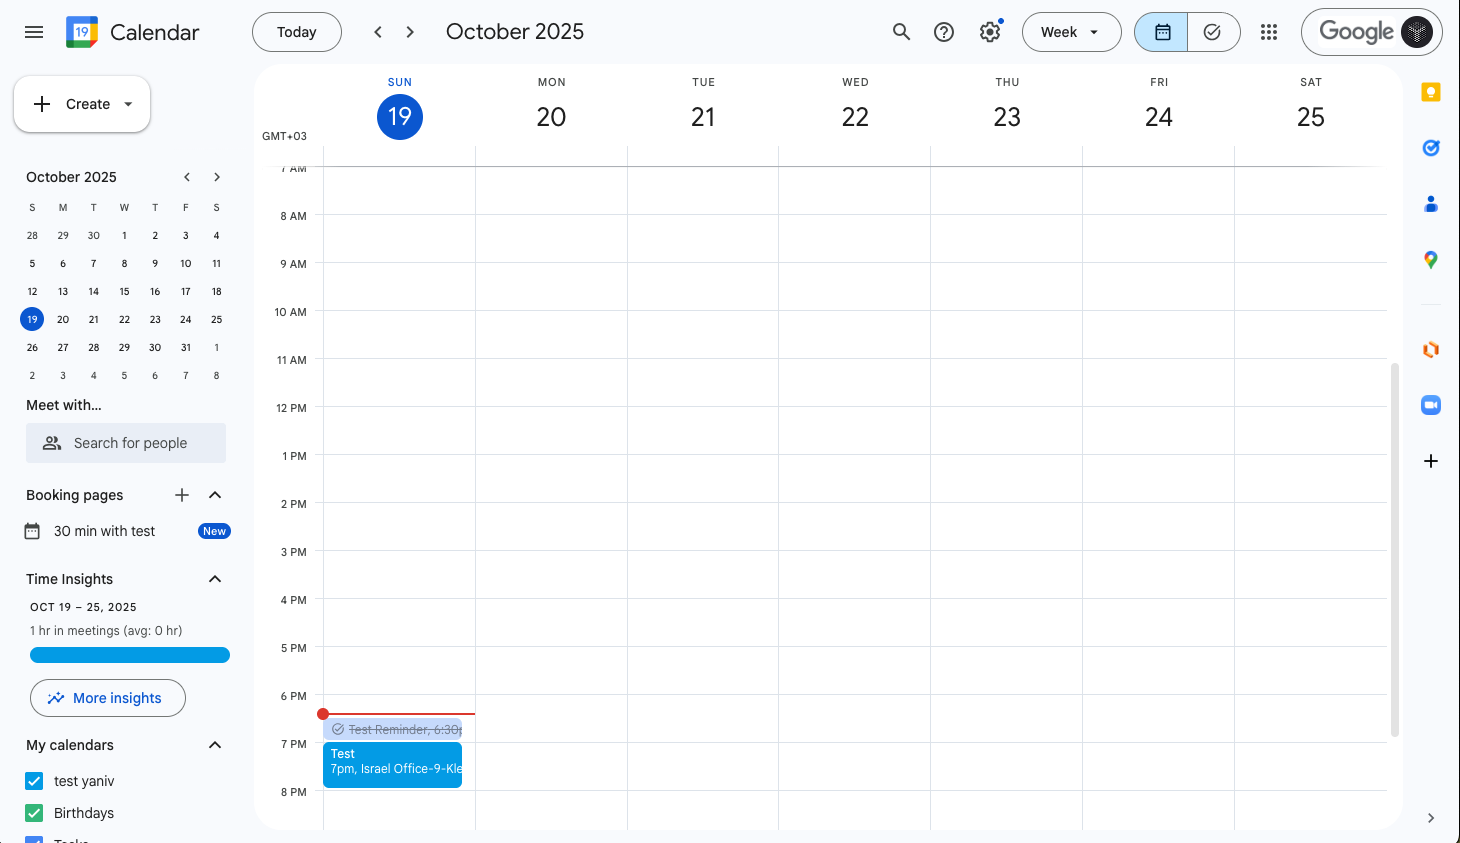 19 Calendar
Today
October 2025
Week
Google
Create
SUN MON TUE WED THU FRI SAT
19 20 21 22 23 24 25
GMT+03
October 2025
S M T W T F S
28 29 30 1 2 3 4
5 6 7 8 9 10 11
12 13 14 15 16 17 18
19 20 21 22 23 24 25
26 27 28 29 30 31 1
2 3 4 5 6 7 8
Meet with...
Search for people
Booking pages
30 min with test New
Time Insights
OCT 19 – 25, 2025
1 hr in meetings (avg: 0 hr)
More insights
My calendars
test yaniv
Birthdays
Tasks
7 AM
8 AM
9 AM
10 AM
11 AM
12 PM
1 PM
2 PM
3 PM
4 PM
5 PM
6 PM
Test Reminder, 6:30p
7 PM
Test
7pm, Israel Office-9-Kle
8 PM